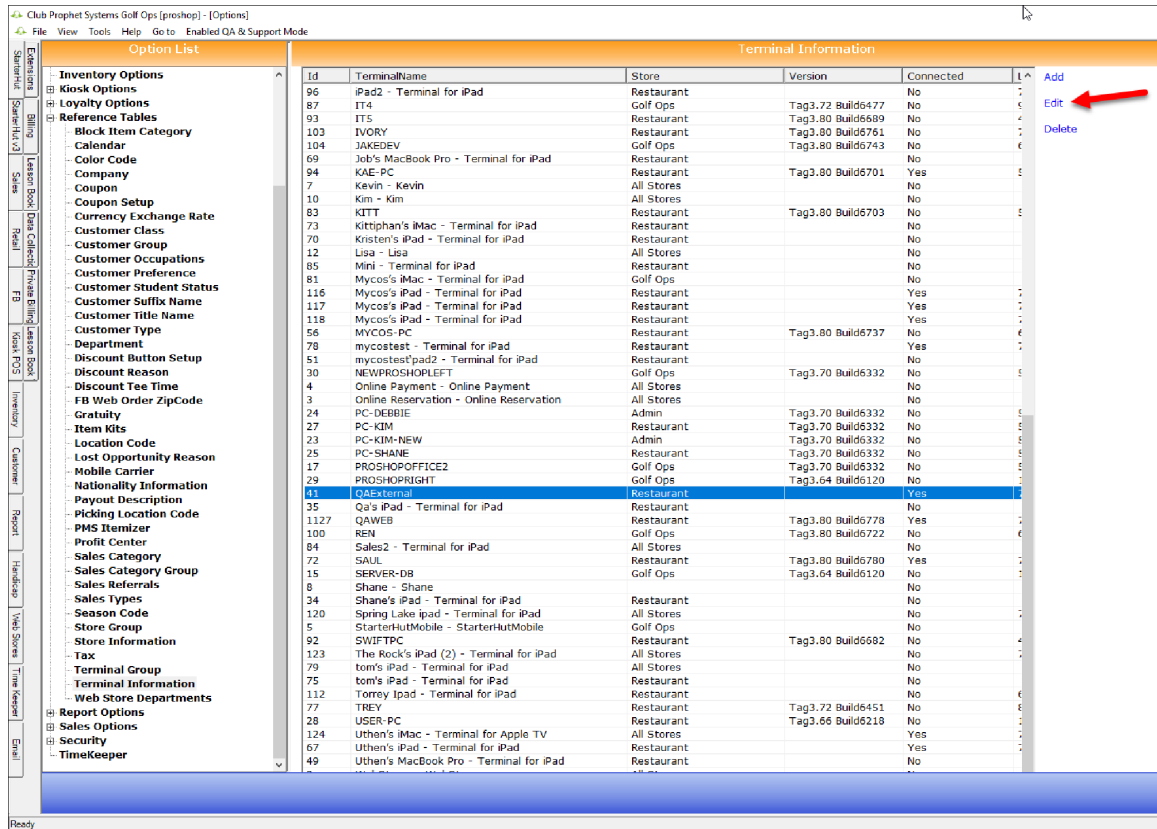 Club Prophet Systems Golf Ops [proshop] - [Options]
File View Tools Help Go to Enabled QA & Support Mode
StarterHut
StarterHut v3
Sales
Retail
FB
Kiosk POS
Inventory
Customer
Report
Handicap
Web Stores
Time Keeper
Email
Extensions
Billing
Lesson Book
Data Collectic
Private Billing
Lesson Book
Option List
Inventory Options
Kiosk Options
Loyalty Options
Reference Tables
Block Item Category
Calendar
Color Code
Company
Coupon
Coupon Setup
Currency Exchange Rate
Customer Class
Customer Group
Customer Occupations
Customer Preference
Customer Student Status
Customer Suffix Name
Customer Title Name
Customer Type
Department
Discount Button Setup
Discount Reason
Discount Tee Time
FB Web Order ZipCode
Gratuity
Item Kits
Location Code
Lost Opportunity Reason
Mobile Carrier
Nationality Information
Payout Description
Picking Location Code
PMS Itemizer
Profit Center
Sales Category
Sales Category Group
Sales Referrals
Sales Types
Season Code
Store Group
Store Information
Tax
Terminal Group
Terminal Information
Web Store Departments
Report Options
Sales Options
Security
TimeKeeper
Terminal Information
Id TerminalName Store Version Connected
96 iPad2 - Terminal for iPad Restaurant No
87 IT4 Golf Ops Tag3.72 Build6477 No
93 IT5 Restaurant Tag3.80 Build6689 No
103 IVORY Restaurant Tag3.80 Build6761 No
104 JAKEDEV Golf Ops Tag3.80 Build6743 No
69 Job's MacBook Pro - Terminal for iPad Restaurant No
94 KAE-PC Restaurant Tag3.80 Build6701 Yes
7 Kevin - Kevin All Stores No
10 Kim - Kim All Stores No
83 KITT Restaurant Tag3.80 Build6703 No
73 Kittiphan's iMac - Terminal for iPad Restaurant No
70 Kristen's iPad - Terminal for iPad Restaurant No
12 Lisa - Lisa All Stores No
85 Mini - Terminal for iPad Restaurant No
81 Mycos's iMac - Terminal for iPad Golf Ops No
116 Mycos's iPad - Terminal for iPad Restaurant Yes
117 Mycos's iPad - Terminal for iPad Restaurant Yes
118 Mycos's iPad - Terminal for iPad Restaurant Yes
56 MYCOS-PC Restaurant Tag3.80 Build6737 No
78 mycostest - Terminal for iPad Restaurant Yes
51 mycostest`pad2 - Terminal for iPad Restaurant No
30 NEWPROSHOPLEFT Golf Ops Tag3.70 Build6332 No
4 Online Payment - Online Payment All Stores No
3 Online Reservation - Online Reservation All Stores No
24 PC-DEBBIE Admin Tag3.70 Build6332 No
27 PC-KIM Restaurant Tag3.70 Build6332 No
23 PC-KIM-NEW Admin Tag3.70 Build6332 No
25 PC-SHANE Restaurant Tag3.70 Build6332 No
17 PROSHOPOFFICE2 Golf Ops Tag3.70 Build6332 No
29 PROSHOPRIGHT Golf Ops Tag3.64 Build6120 No
41 QAExternal Restaurant Yes
35 Qa's iPad - Terminal for iPad Restaurant No
1127 QAWEB Restaurant Tag3.80 Build6778 Yes
100 REN Golf Ops Tag3.80 Build6722 No
84 Sales2 - Terminal for iPad All Stores No
72 SAUL Restaurant Tag3.80 Build6780 Yes
15 SERVER-DB Golf Ops Tag3.64 Build6120 No
8 Shane - Shane No
34 Shane's iPad - Terminal for iPad Restaurant No
120 Spring Lake ipad - Terminal for iPad All Stores No
5 StarterHutMobile - StarterHutMobile Golf Ops No
92 SWIFTPC Restaurant Tag3.80 Build6682 No
123 The Rock's iPad (2) - Terminal for iPad All Stores No
79 tom's iPad - Terminal for iPad All Stores No
75 tom's iPad - Terminal for iPad Restaurant No
112 Torrey Ipad - Terminal for iPad Restaurant No
77 TREY Restaurant Tag3.72 Build6451 No
28 USER-PC Restaurant Tag3.66 Build6218 No
124 Uthen's iMac - Terminal for Apple TV All Stores Yes
67 Uthen's iPad - Terminal for iPad Restaurant Yes
49 Uthen's MacBook Pro - Terminal for iPad Restaurant No
Add
Edit
Delete
Ready